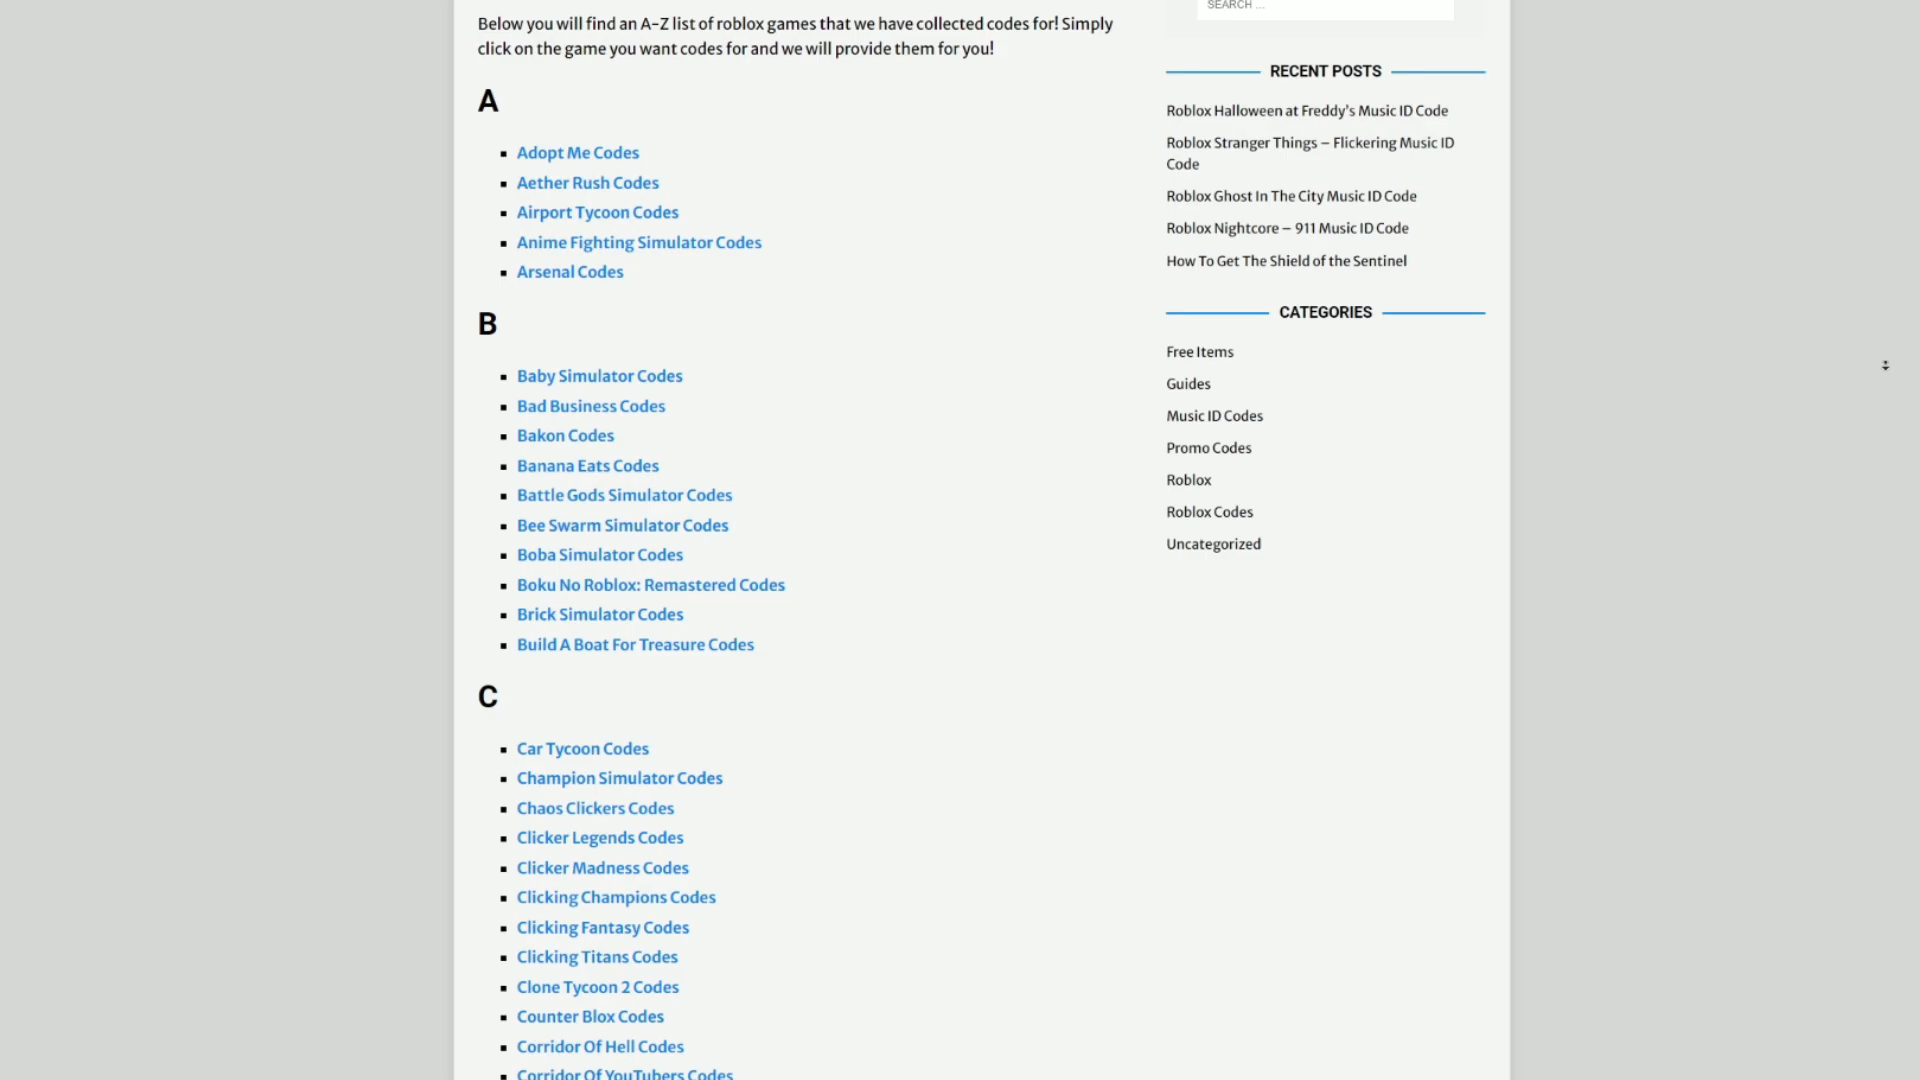 Below you will find an A-Z list of roblox games that we have collected codes for! Simply
click on the game you want codes for and we will provide them for you!
A
Adopt Me Codes
Aether Rush Codes
Airport Tycoon Codes
Anime Fighting Simulator Codes
Arsenal Codes
B
Baby Simulator Codes
Bad Business Codes
Bakon Codes
Banana Eats Codes
Battle Gods Simulator Codes
Bee Swarm Simulator Codes
Boba Simulator Codes
Boku No Roblox: Remastered Codes
Brick Simulator Codes
Build A Boat For Treasure Codes
C
Car Tycoon Codes
Champion Simulator Codes
Chaos Clickers Codes
Clicker Legends Codes
Clicker Madness Codes
Clicking Champions Codes
Clicking Fantasy Codes
Clicking Titans Codes
Clone Tycoon 2 Codes
Counter Blox Codes
Corridor Of Hell Codes
Corridor Of YouTubers Codes
SEARCH ...
RECENT POSTS
Roblox Halloween at Freddy's Music ID Code
Roblox Stranger Things – Flickering Music ID
Code
Roblox Ghost In The City Music ID Code
Roblox Nightcore – 911 Music ID Code
How To Get The Shield of the Sentinel
CATEGORIES
Free Items
Guides
Music ID Codes
Promo Codes
Roblox
Roblox Codes
Uncategorized